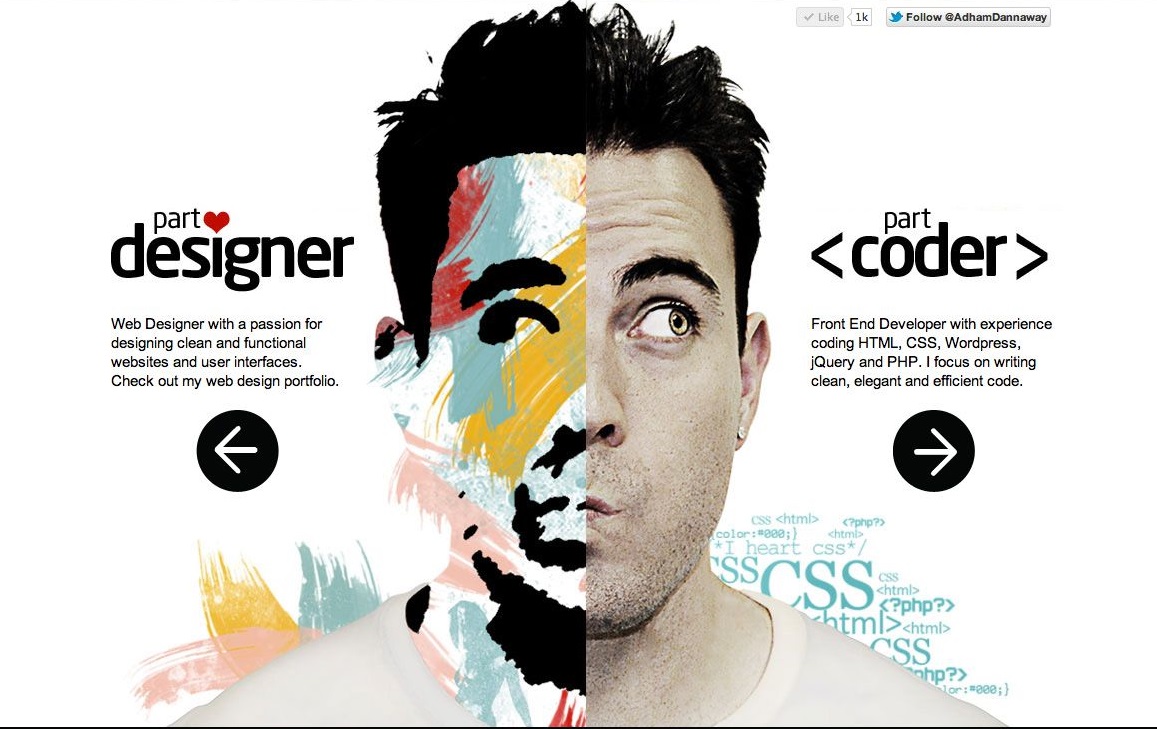 Like 1k Follow @AdhamDannaway
part
designer
Web Designer with a passion for
designing clean and functional
websites and user interfaces.
Check out my web design portfolio.
part
<coder>
Front End Developer with experience
coding HTML, CSS, Wordpress,
jQuery and PHP. I focus on writing
clean, elegant and efficient code.
css <html> <?php?>
color:#000;} <html>
*I heart css*/
css CSS css
<html>
<?php?>
<html> <html>
css
php?>
lor:#000;}